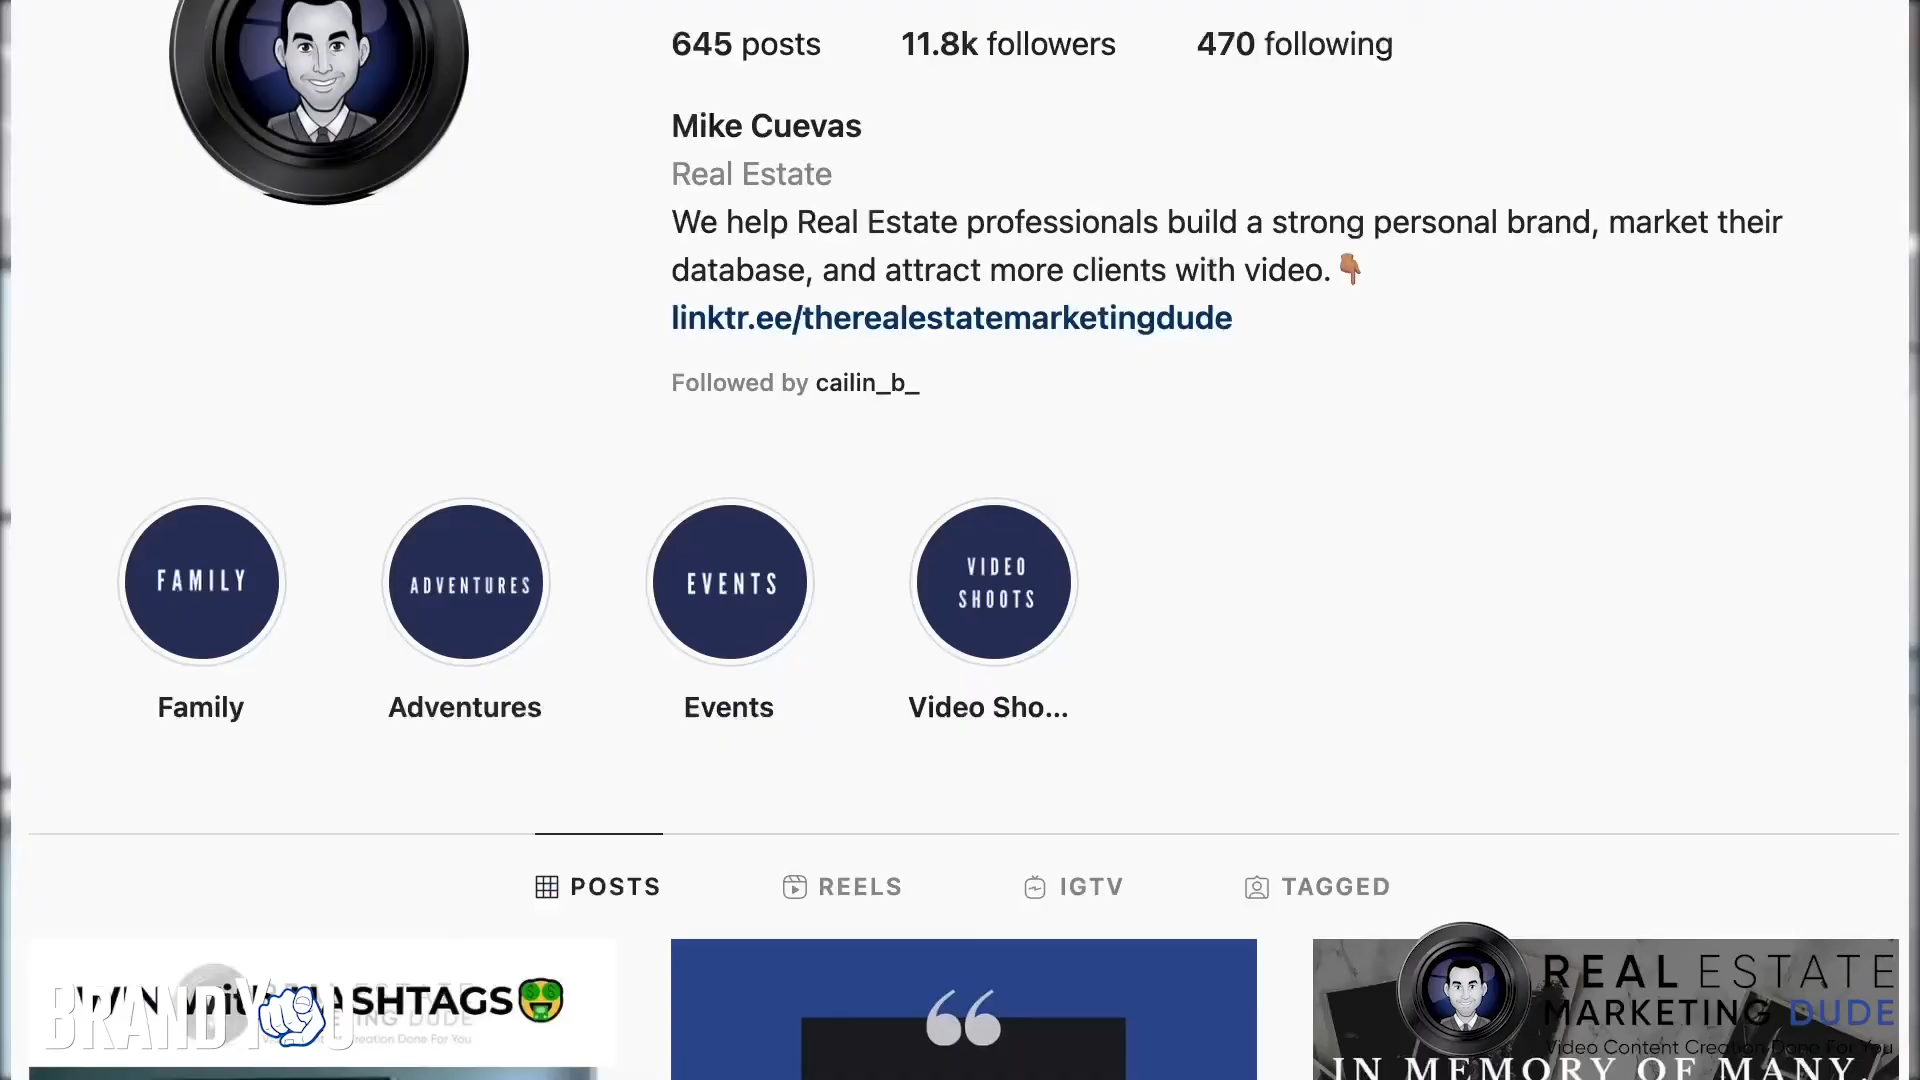 645 posts 11.8k followers 470 following
Mike Cuevas
Real Estate
We help Real Estate professionals build a strong personal brand, market their
database, and attract more clients with video.👇🏽
linktr.ee/therealestatemarketingdude
Followed by cailin_b_
FAMILY
ADVENTURES
EVENTS
VIDEO
SHOOTS
Family
Adventures
Events
Video Sho...
POSTS
REELS
IGTV
TAGGED
SHTAGS🤑
BRAND
“
REAL ESTATE
MARKETING DUDE
Video Content Creation Done For You
IN MEMORY OF MANY,